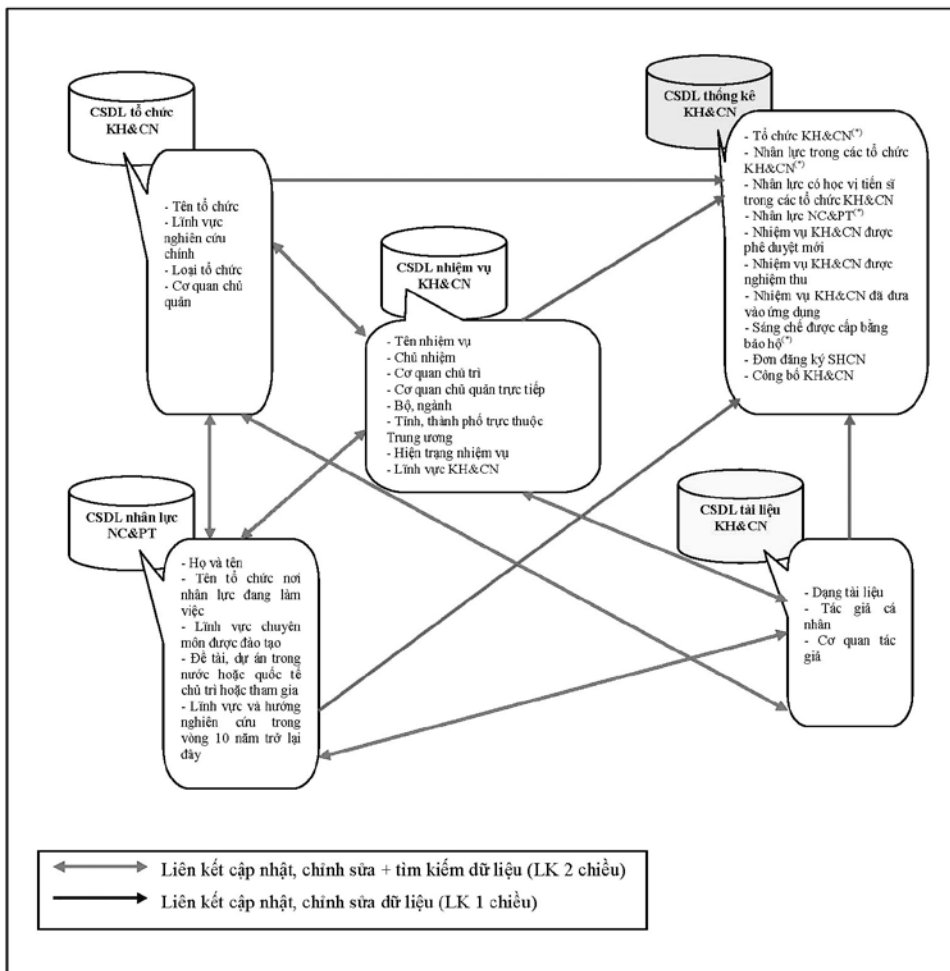 CSDL tổ chức
KH&CN
- Tên tổ chức
- Lĩnh vực
nghiên cứu
chính
- Loại tổ chức
- Cơ quan chủ
quản
CSDL thống kê
KH&CN
- Tổ chức KH&CN(*)
- Nhân lực trong các tổ chức
KH&CN(*)
- Nhân lực có học vị tiến sĩ
trong các tổ chức KH&CN
- Nhân lực NC&PT(*)
- Nhiệm vụ KH&CN được
phê duyệt mới
- Nhiệm vụ KH&CN được
nghiệm thu
- Nhiệm vụ KH&CN đã đưa
vào ứng dụng
- Sáng chế được cấp bằng
bảo hộ(*)
- Đơn đăng ký SHCN
- Công bố KH&CN
CSDL nhiệm vụ
KH&CN
- Tên nhiệm vụ
- Chủ nhiệm
- Cơ quan chủ trì
- Cơ quan chủ quản trực tiếp
- Bộ, ngành
- Tỉnh, thành phố trực thuộc
Trung ương
- Hiện trạng nhiệm vụ
- Lĩnh vực KH&CN
CSDL nhân lực
NC&PT
- Họ và tên
- Tên tổ chức nơi
nhân lực đang làm
việc
- Lĩnh vực chuyên
môn được đào tạo
- Đề tài, dự án trong
nước hoặc quốc tế
chủ trì hoặc tham gia
- Lĩnh vực và hướng
nghiên cứu trong
vòng 10 năm trở lại
đây
CSDL tài liệu
KH&CN
- Dạng tài liệu
- Tác giả cá
nhân
- Cơ quan tác
giả
Liên kết cập nhật, chỉnh sửa + tìm kiếm dữ liệu (LK 2 chiều)
Liên kết cập nhật, chỉnh sửa dữ liệu (LK 1 chiều)